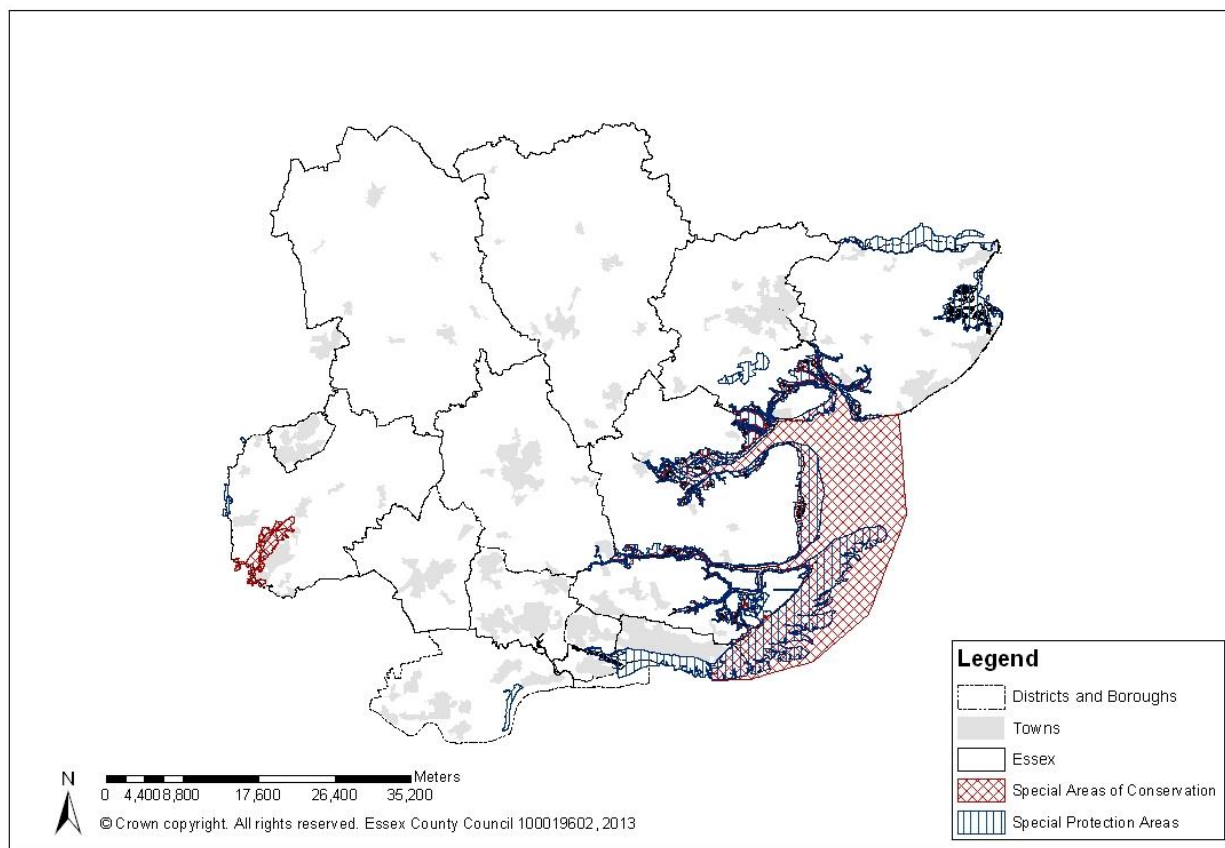 Legend
Districts and Boroughs
Towns
Essex
Special Areas of Conservation
Special Protection Areas
N
Meters
0 4,400 8,800 17,600 26,400 35,200
© Crown copyright. All rights reserved. Essex County Council 100019602, 2013